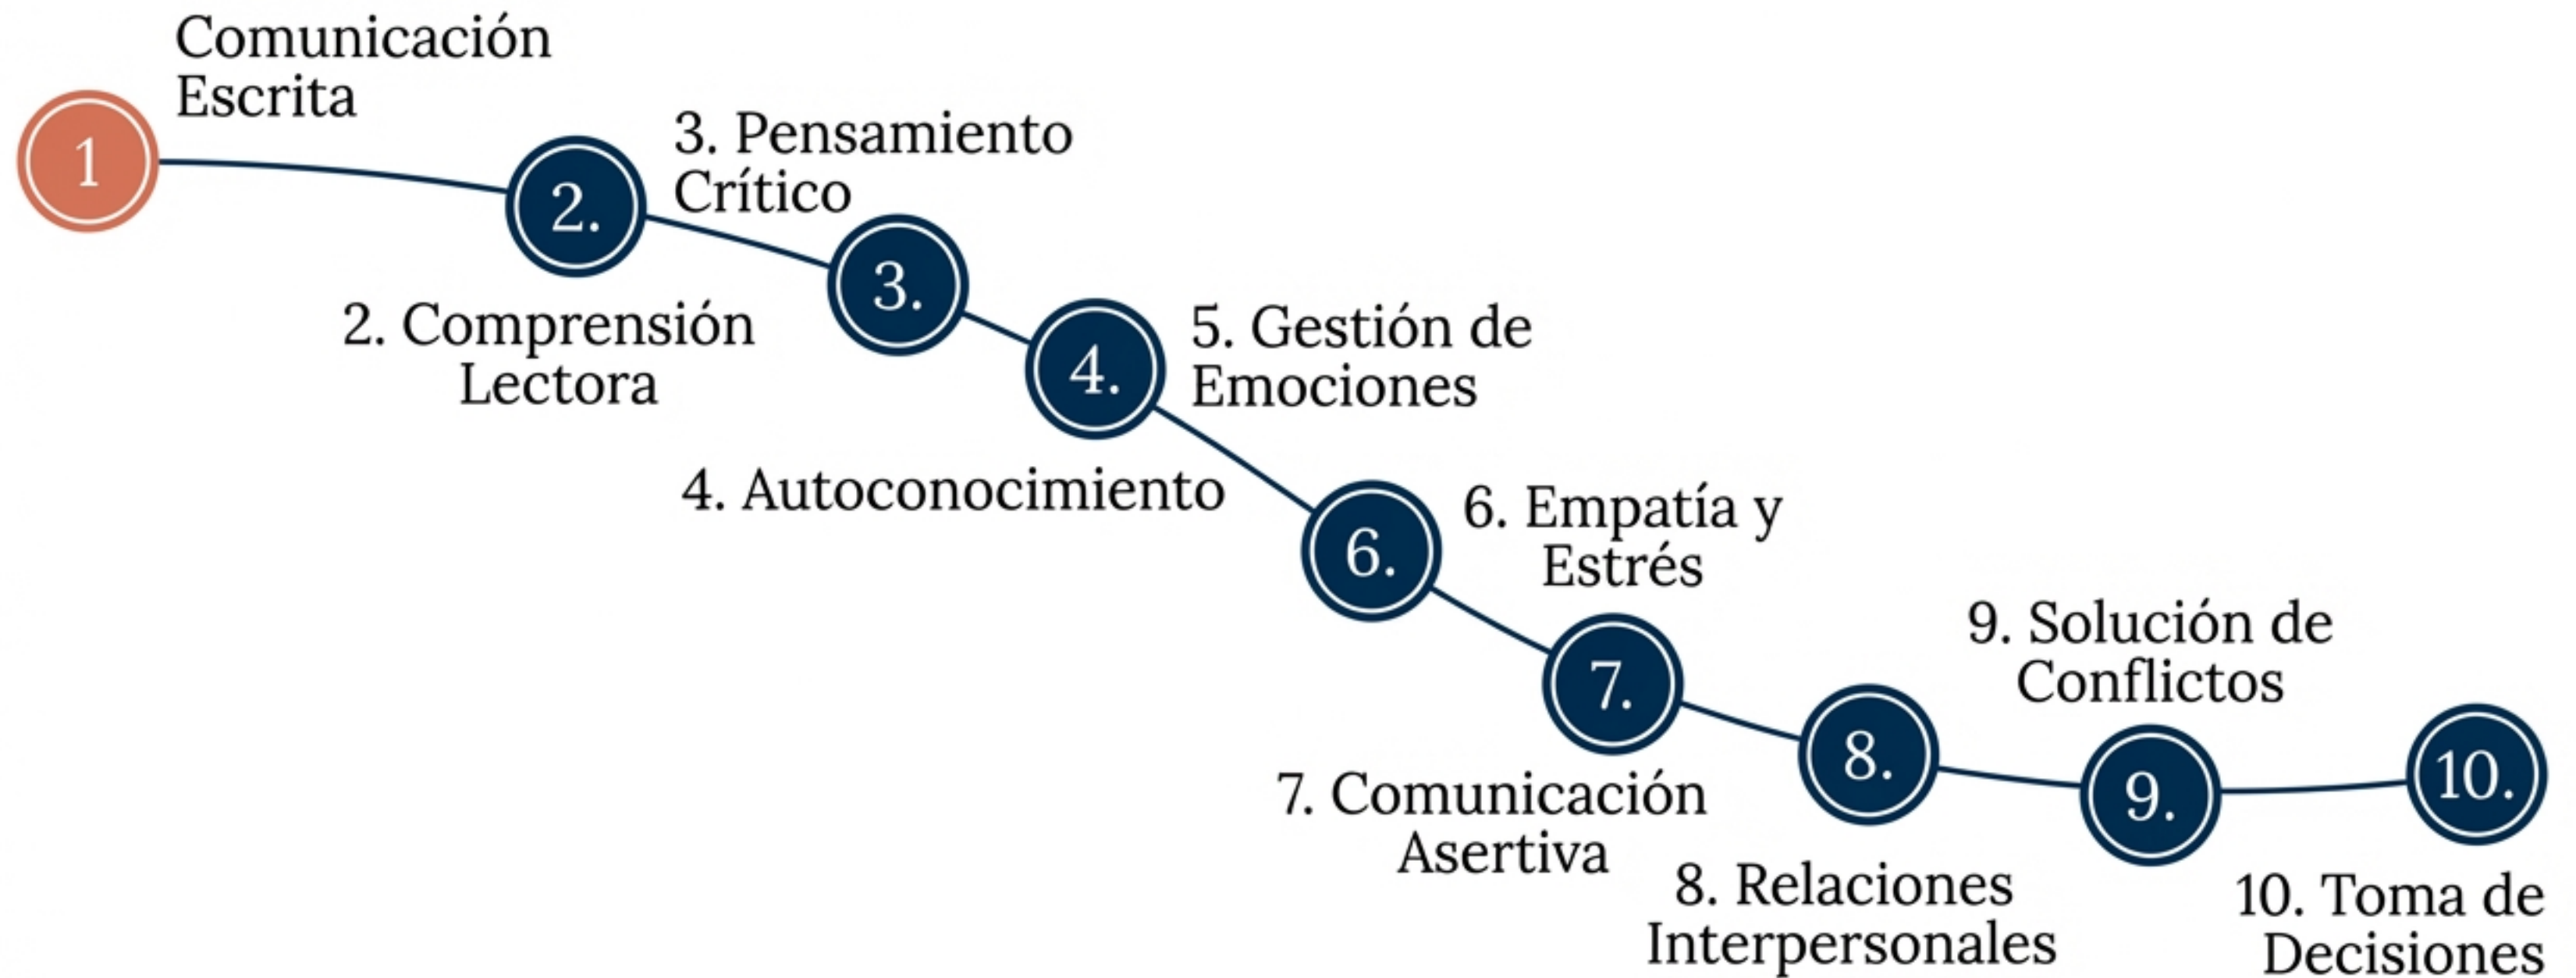 Comunicación
Escrita
1
2.
2. Comprensión
Lectora
3. Pensamiento
Crítico
3.
4.
4. Autoconocimiento
5. Gestión de
Emociones
6.
6. Empatía y
Estrés
7.
7. Comunicación
Asertiva
8.
8. Relaciones
Interpersonales
9. Solución de
Conflictos
9.
10.
10. Toma de
Decisiones